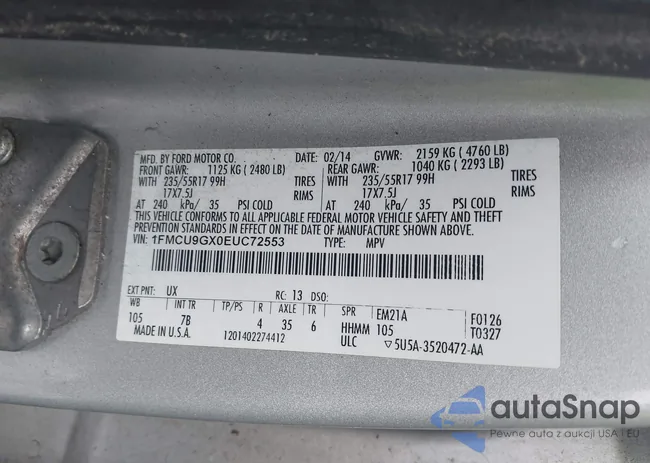 MFD. BY FORD MOTOR CO. DATE: 02/14 GVWR: 2159 KG ( 4760 LB)
FRONT GAWR: 1125 KG ( 2480 LB) REAR GAWR: 1040 KG ( 2293 LB)
WITH 235/55R17 99H TIRES WITH 235/55R17 99H TIRES
17X7.5J RIMS 17X7.5J RIMS
AT 240 kPa/ 35 PSI COLD AT 240 kPa/ 35 PSI COLD
THIS VEHICLE CONFORMS TO ALL APPLICABLE FEDERAL MOTOR VEHICLE SAFETY AND THEFT
PREVENTION STANDARDS IN EFFECT ON THE DATE OF MANUFACTURE SHOWN ABOVE.
VIN: 1FMCU9GX0EUC72553 TYPE: MPV
EXT PNT: UX RC: 13 DSO:
WB INT TR TP/PS R AXLE TR SPR EM21A F0126
105 7B 4 35 6 HHMM 105 T0327
MADE IN U.S.A. 1201402274412 ULC ▽5U5A-3520472-AA
autaSnap
Pewne auta z aukcji USA i EU